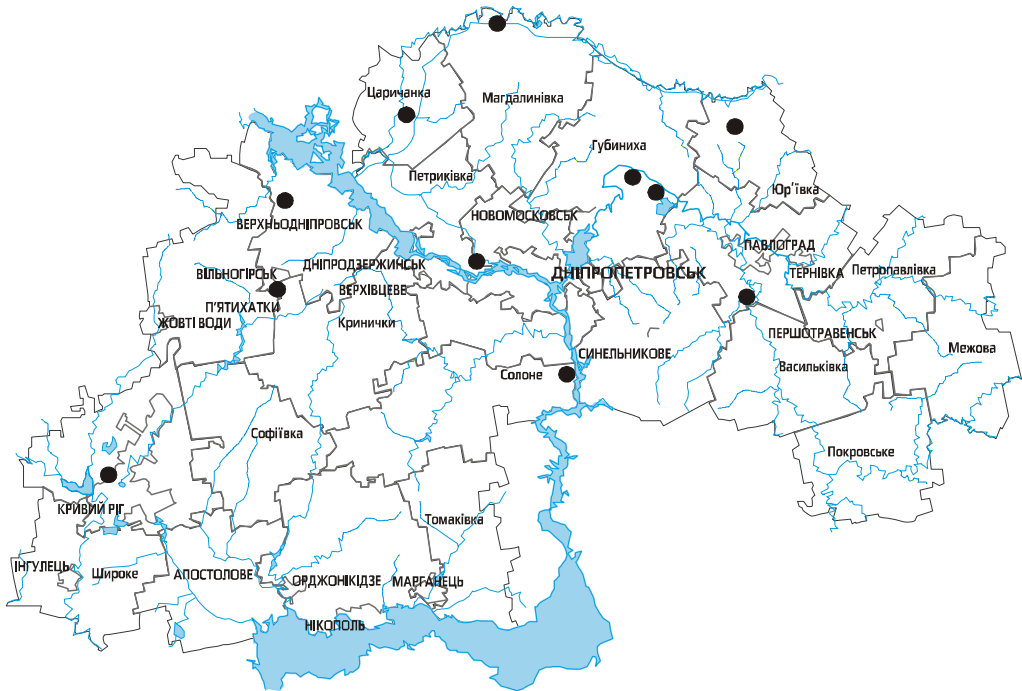 Царичанка
Магдалинівка
Губиниха
Петриківка
Юр'ївка
НОВОМОСКОВСЬК
ВЕРХНЬОДНІПРОВСЬК
ПАВЛОГРАД
ДНІПРОДЗЕРЖИНСЬК
ДНІПРОПЕТРОВСЬК
ТЕРНІВКА
Петропавлівка
ВІЛЬНОГІРСЬК
ВЕРХІВЦЕВЕ
П'ЯТИХАТКИ
ЖОВТІ ВОДИ
Кринички
ПЕРШОТРАВЕНСЬК
Межова
СИНЕЛЬНИКОВЕ
Васильківка
Солоне
Софіївка
Покровське
КРИВИЙ РІГ
Томаківка
ІНГУЛЕЦЬ
Широке
АПОСТОЛОВЕ
ОРДЖОНІКІДЗЕ
МАРГАНЕЦЬ
НІКОПОЛЬ